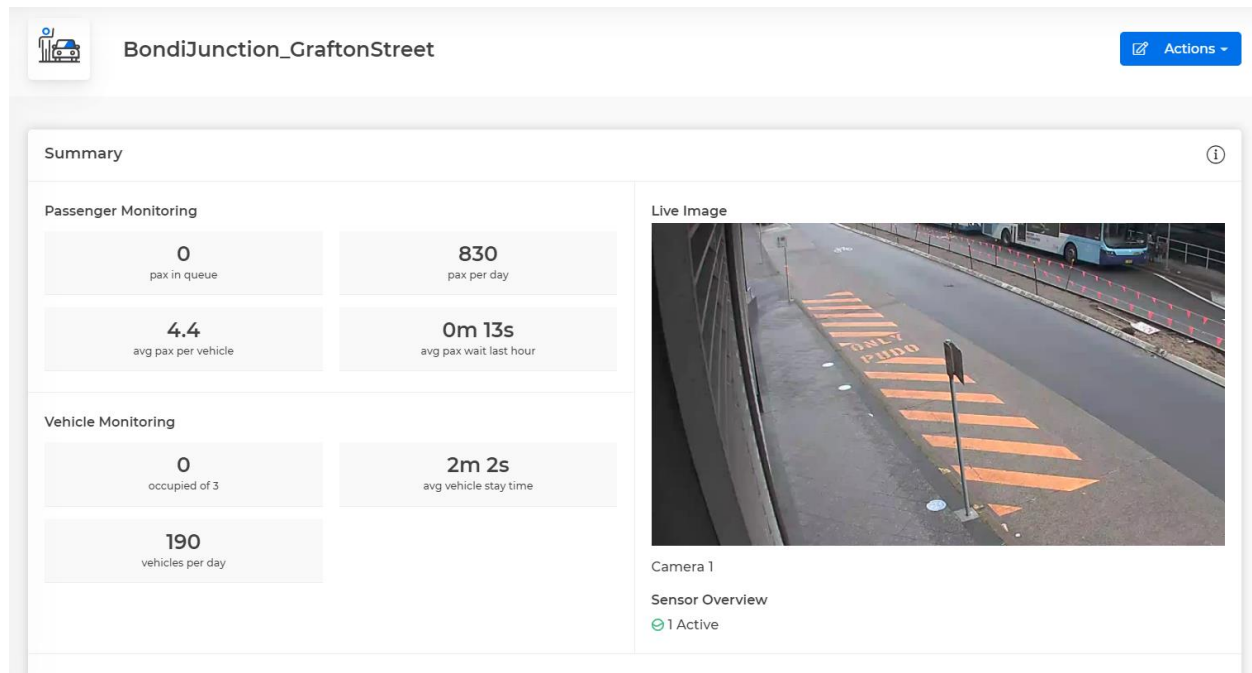 BondiJunction_GraftonStreet
Actions
Summary
Passenger Monitoring
0
pax in queue
830
pax per day
4.4
avg pax per vehicle
0m 13s
avg pax wait last hour
Vehicle Monitoring
0
occupied of 3
2m 2s
avg vehicle stay time
190
vehicles per day
Live Image
ONLY
PUDO
Camera 1
Sensor Overview
1 Active